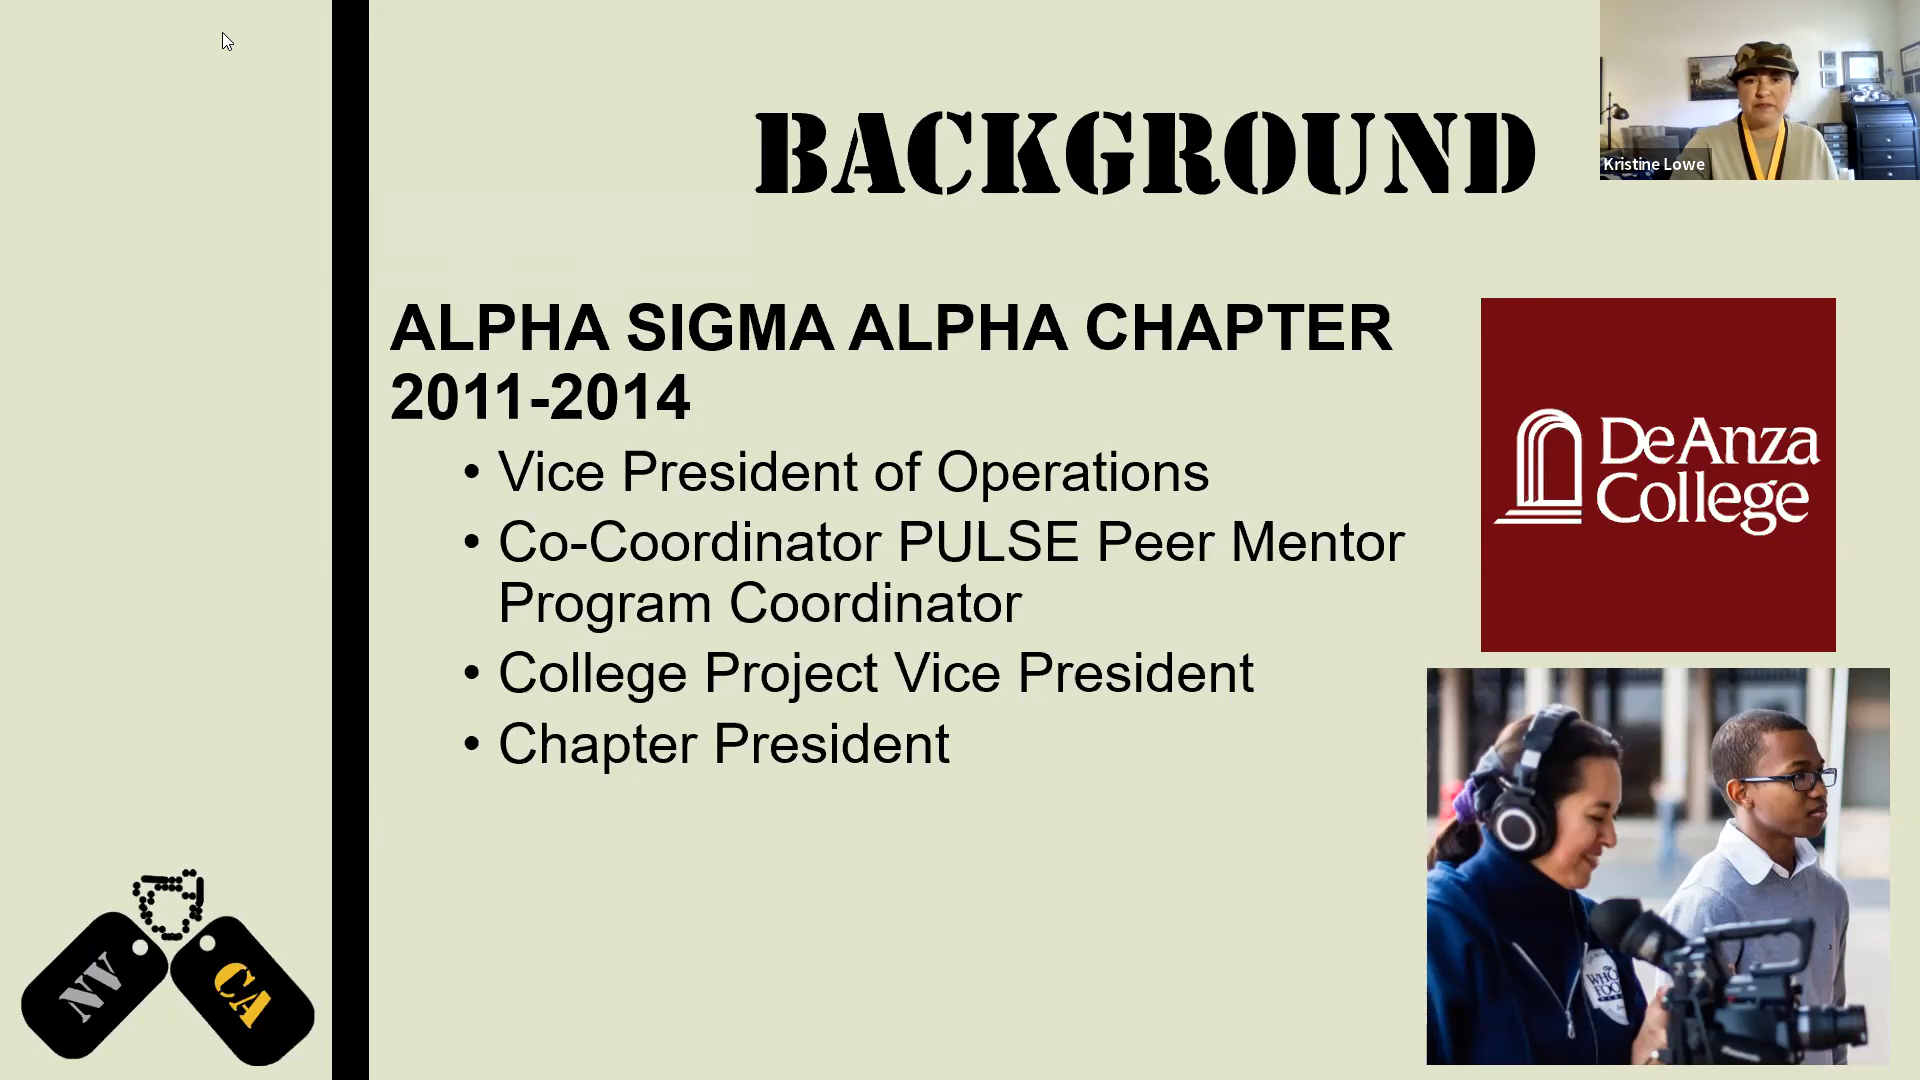 BACKGROUND
Kristine Lowe
ALPHA SIGMA ALPHA CHAPTER
2011-2014
• Vice President of Operations
• Co-Coordinator PULSE Peer Mentor
Program Coordinator
• College Project Vice President
• Chapter President
De Anza
College
NV
CA